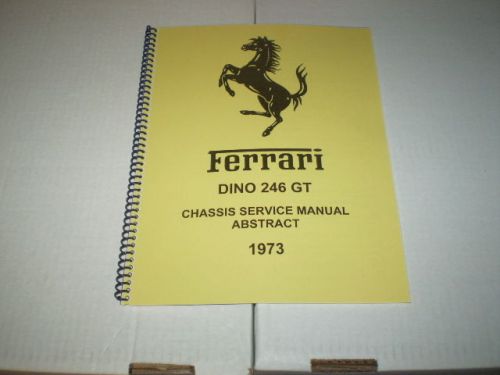 Ferrari
DINO 246 GT
CHASSIS SERVICE MANUAL
ABSTRACT
1973